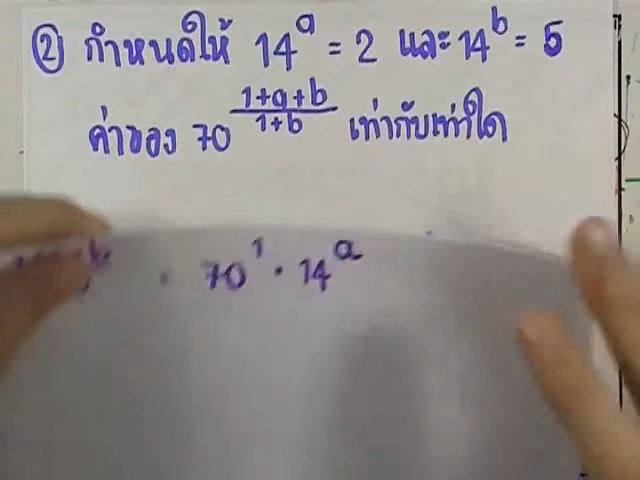 ② กำหนดให้ 14^a = 2 และ 14^b = 5
ค่าของ 70^((1+a+b)/(1+b)) เท่ากับเท่าใด
70^1 · 14^a